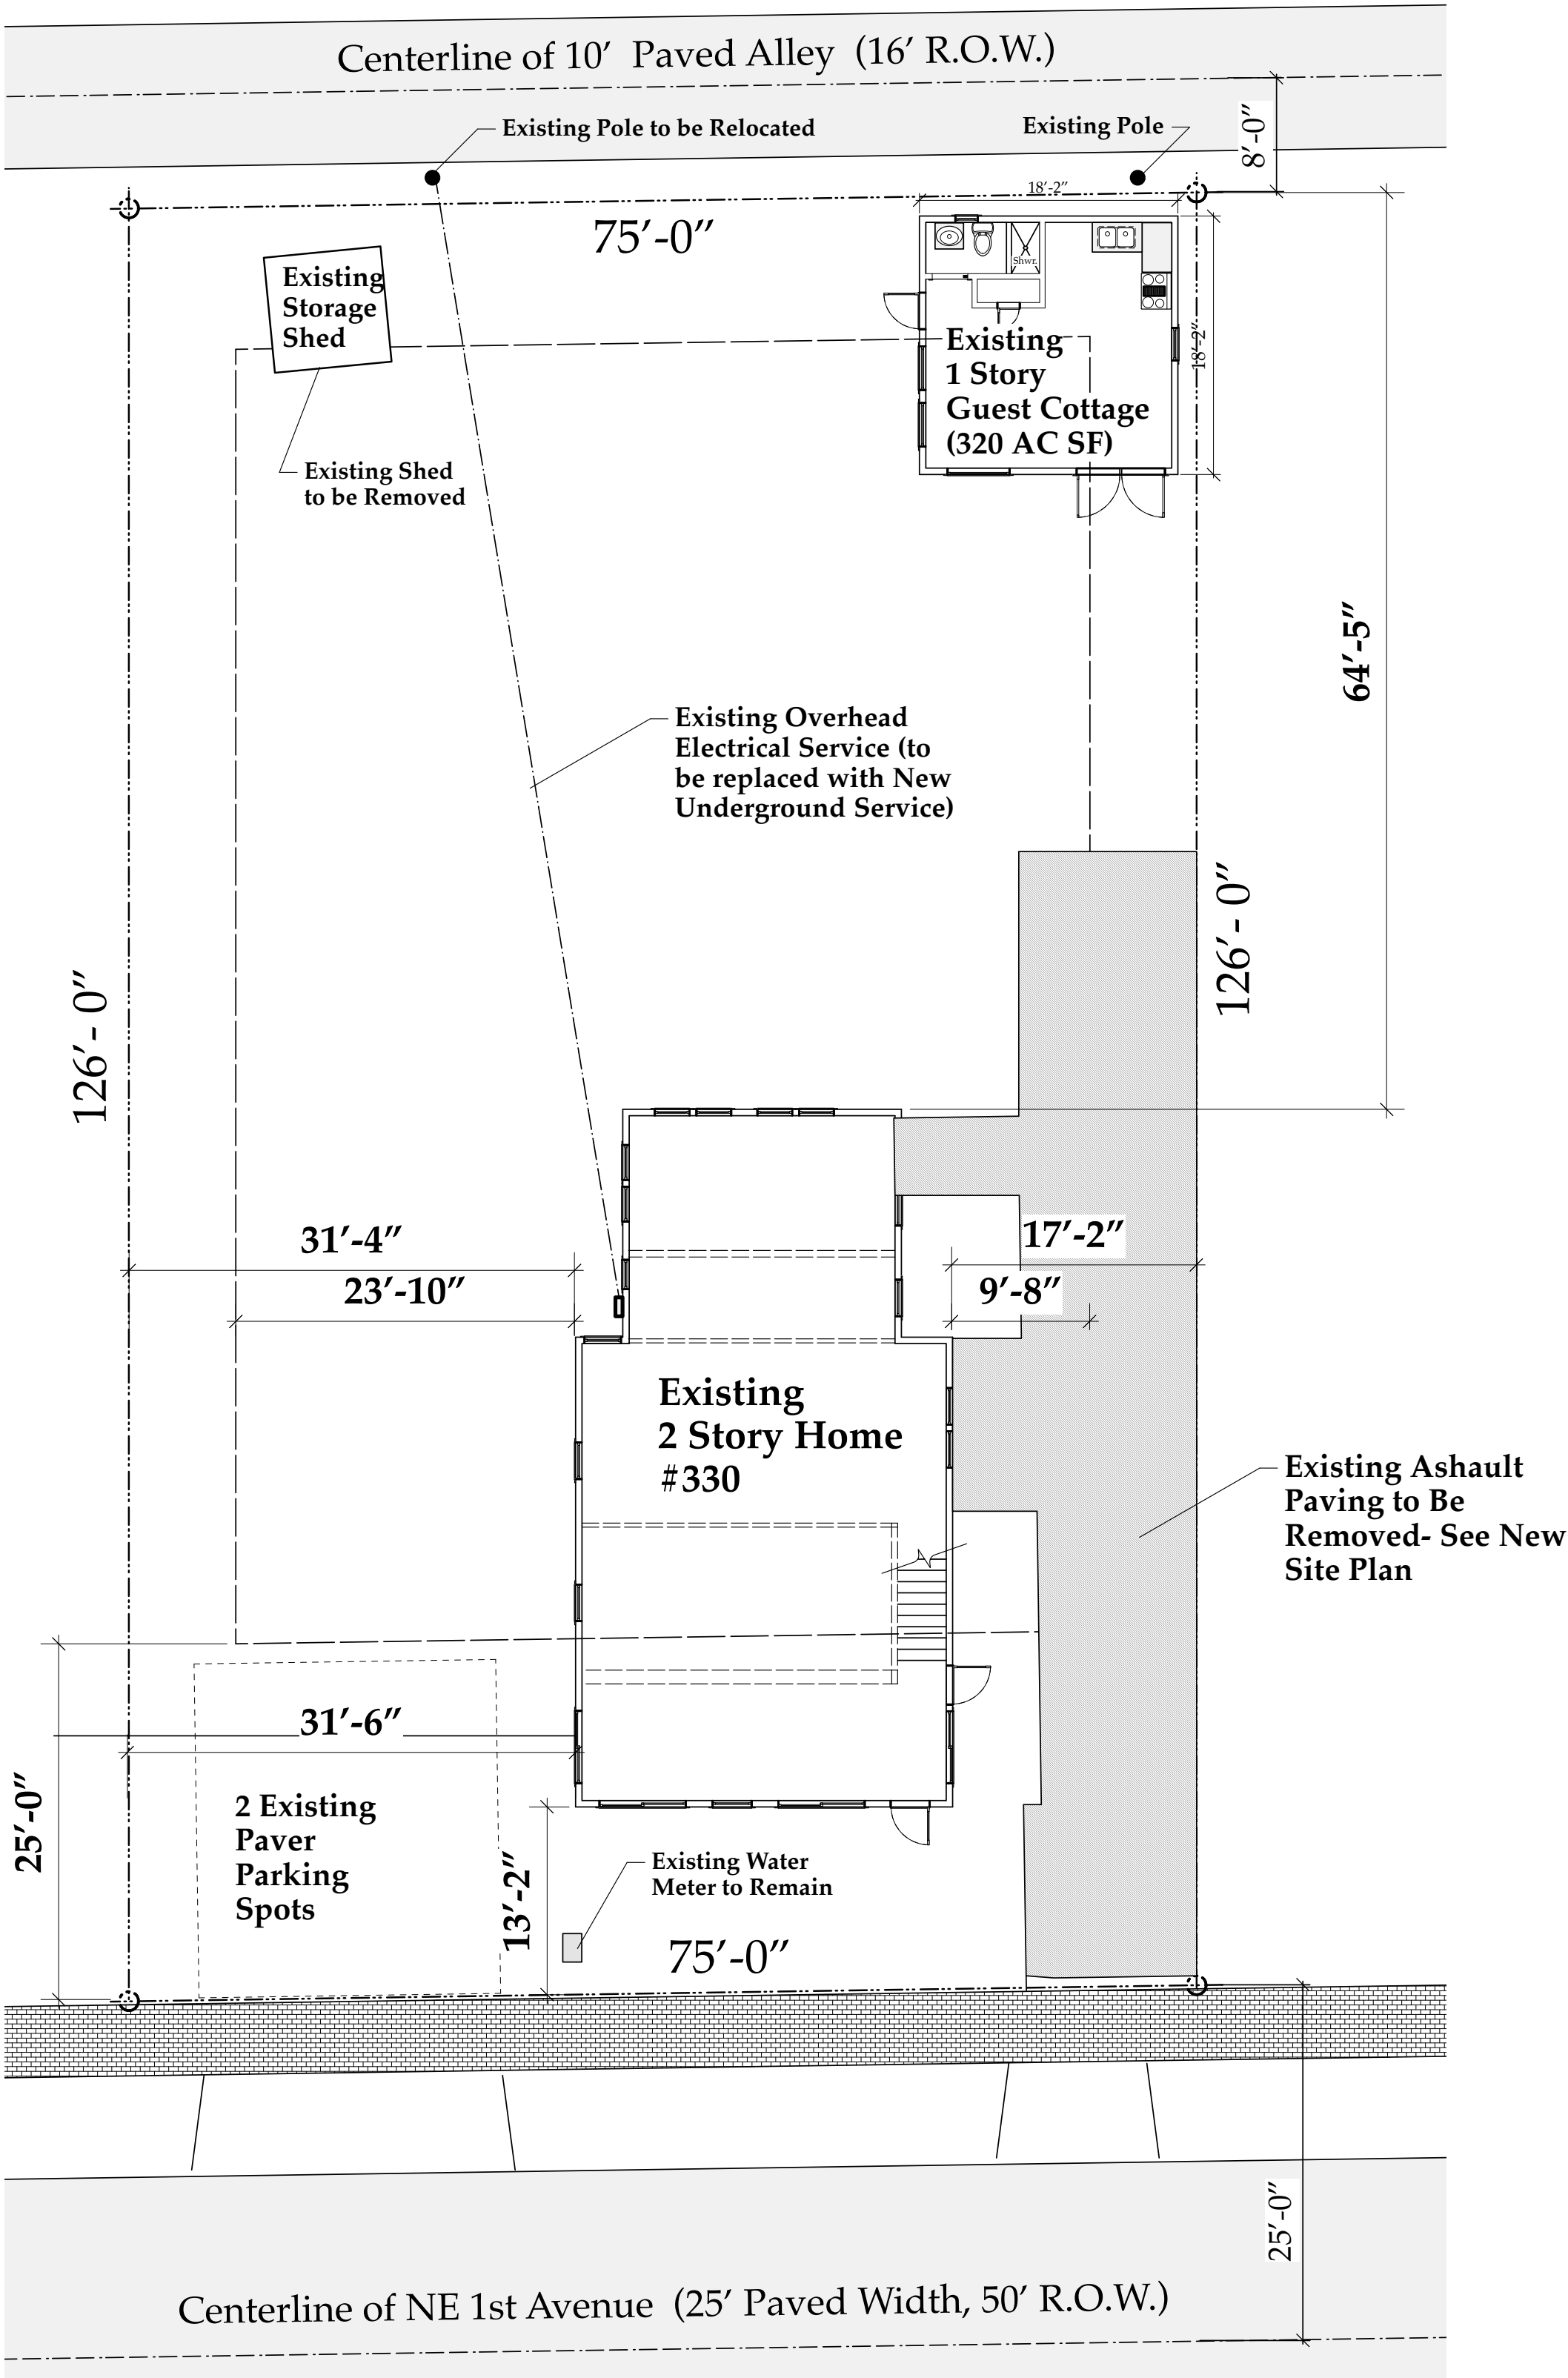 Centerline of 10’ Paved Alley (16’ R.O.W.)
Existing Pole to be Relocated
Existing Pole
8’-0”
18’-2”
75’-0”
Existing
Storage
Shed
Shwr.
18’-2”
Existing
1 Story
Guest Cottage
(320 AC SF)
Existing Shed
to be Removed
64’-5”
Existing Overhead
Electrical Service (to
be replaced with New
Underground Service)
126’- 0”
126’- 0”
31’-4”
17’-2”
23’-10”
9’-8”
Existing
2 Story Home
#330
Existing Ashault
Paving to Be
Removed- See New
Site Plan
31’-6”
25’-0”
2 Existing
Paver
Parking
Spots
13’-2”
Existing Water
Meter to Remain
75’-0”
25’-0”
Centerline of NE 1st Avenue (25’ Paved Width, 50’ R.O.W.)